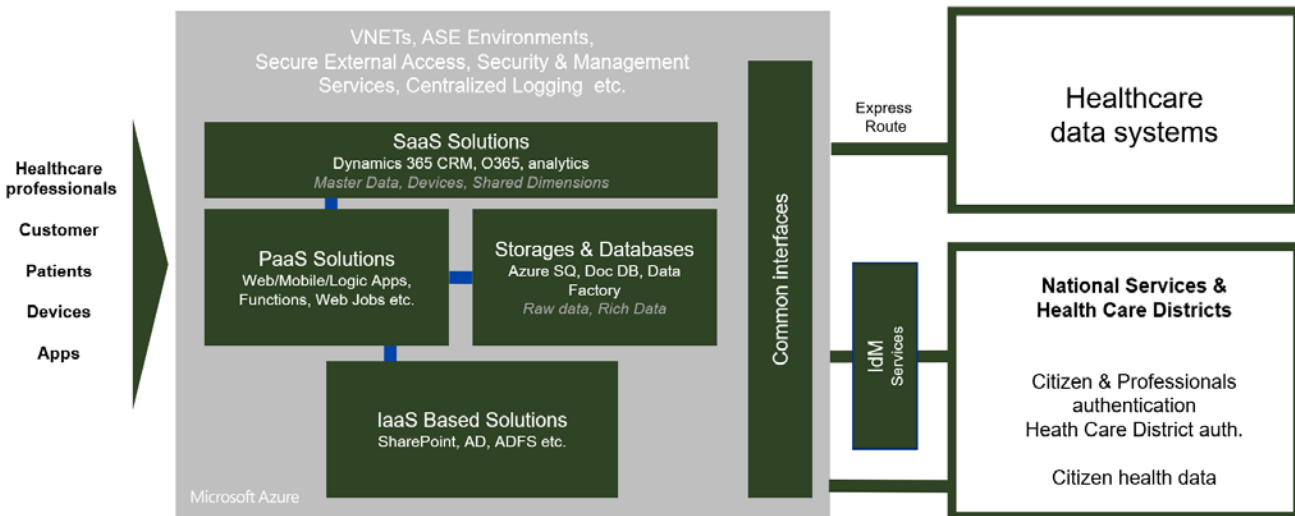 Healthcare
professionals
Customer
Patients
Devices
Apps
VNETs, ASE Environments,
Secure External Access, Security & Management
Services, Centralized Logging etc.
SaaS Solutions
Dynamics 365 CRM, O365, analytics
Master Data, Devices, Shared Dimensions
PaaS Solutions
Web/Mobile/Logic Apps,
Functions, Web Jobs etc.
Storages & Databases
Azure SQ, Doc DB, Data
Factory
Raw data, Rich Data
IaaS Based Solutions
SharePoint, AD, ADFS etc.
Microsoft Azure
Common interfaces
Express
Route
IdM
Services
Healthcare
data systems
National Services &
Health Care Districts
Citizen & Professionals
authentication
Heath Care District auth.
Citizen health data